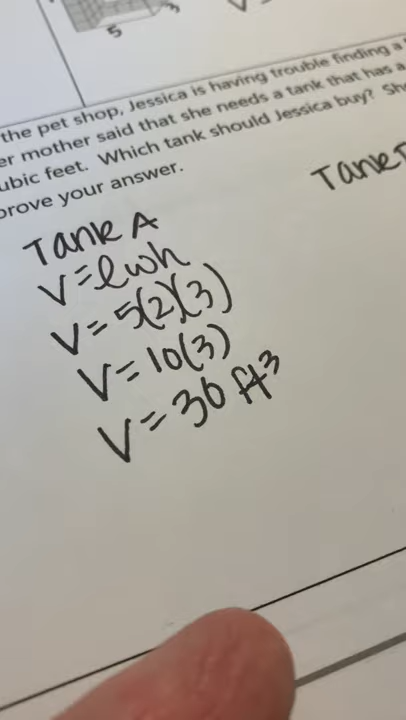 5 3
the pet shop, Jessica is having trouble finding a
er mother said that she needs a tank that has a
ubic feet. Which tank should Jessica buy? She
prove your answer.
Tank A
V=lwh
V=5(2)(3)
V=10(3)
V=30 ft³
Tank